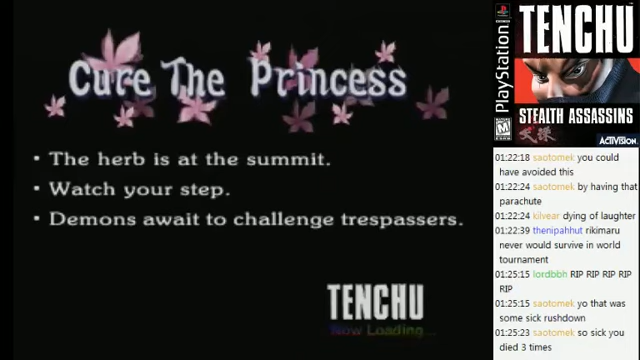 Cure The Princess
• The herb is at the summit.
• Watch your step.
• Demons await to challenge trespassers.
TENCHU
Now Loading...
PlayStation
TENCHU
STEALTH ASSASSINS
ACTIVISION
01:22:18 saotomek you could
have avoided this
01:22:24 saotomek by having that
parachute
01:22:24 kilvear dying of laughter
01:22:39 thenipahhut rikimaru
never would survive in world
tournament
01:25:15 lordbbh RIP RIP RIP RIP
RIP
01:25:15 saotomek yo that was
some sick rushdown
01:25:23 saotomek so sick you
died 3 times